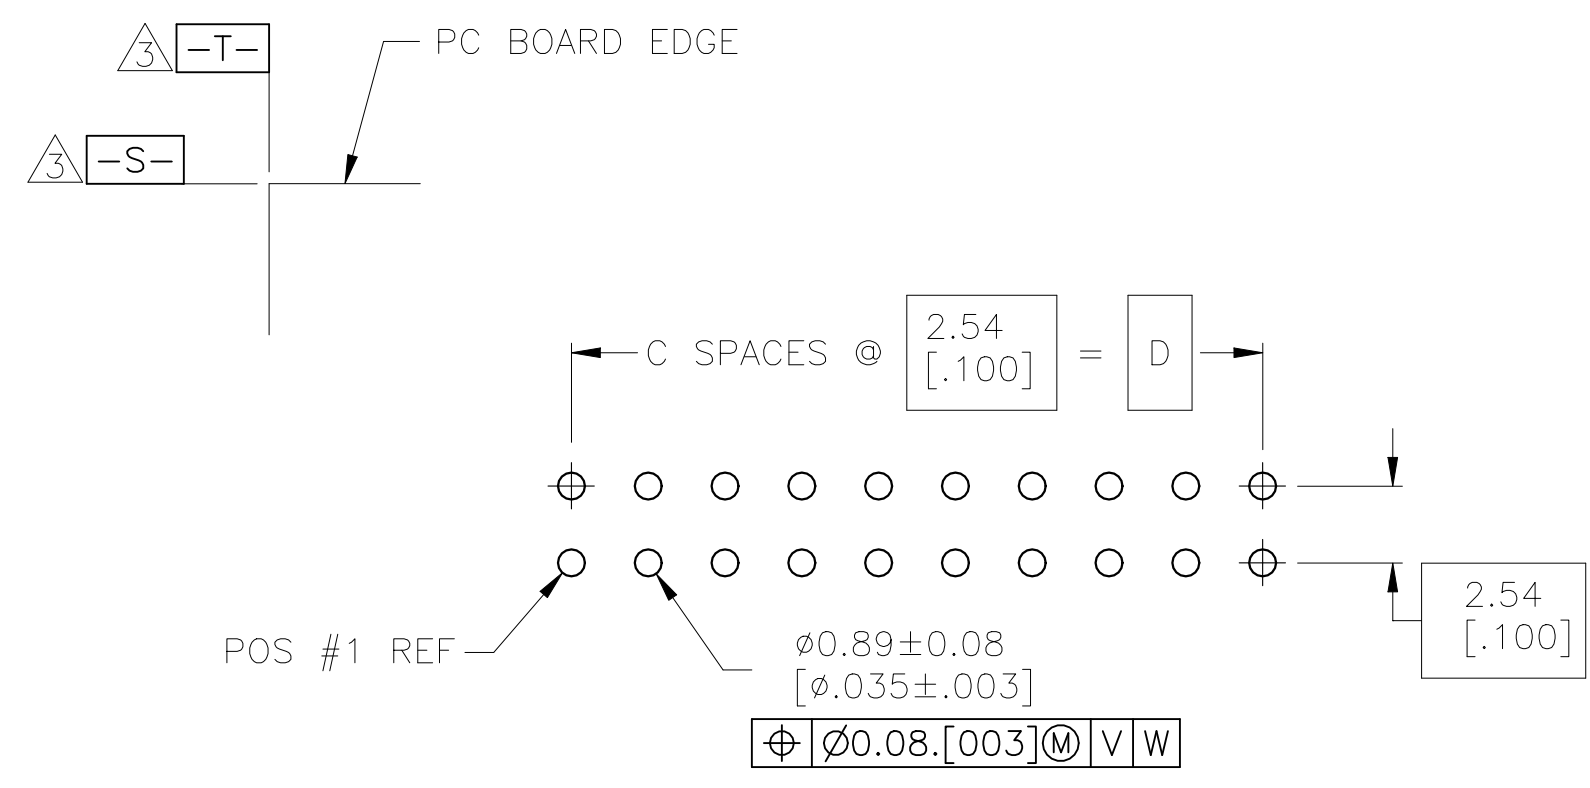 3 -T- PC BOARD EDGE
3 -S-
C SPACES @ 2.54 [.100] = D
2.54
[.100]
POS #1 REF
⌀0.89±0.08
[⌀.035±.003]
⌖ ⌀0.08.[003]Ⓜ V W